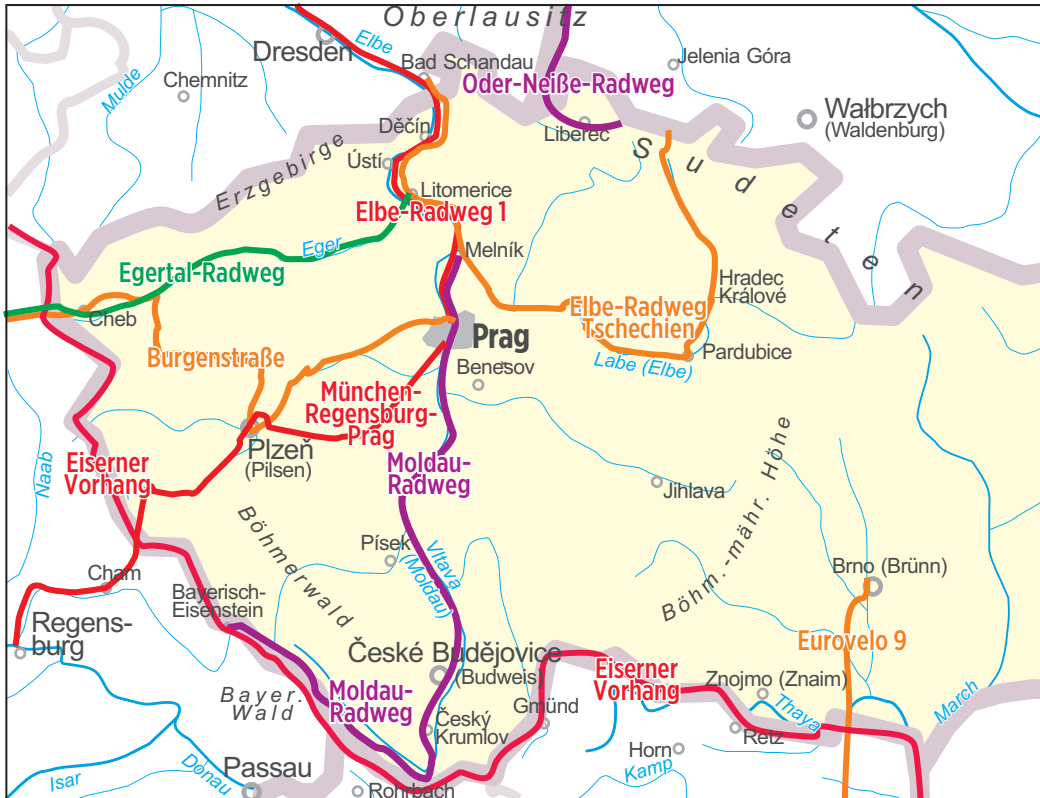 Oberlausitz
Dresden
Elbe
Bad Schandau
Jelenia Góra
Chemnitz
Mulde
Oder-Neiße-Radweg
Wałbrzych
(Waldenburg)
Děčín
Liberec
Sudeten
Erzgebirge
Ústí
Litomerice
Elbe-Radweg 1
Eger
Melník
Egertal-Radweg
Hradec
Králové
Cheb
Elbe-Radweg
Tschechien
Burgenstraße
Prag
Labe (Elbe)
Pardubice
Benesov
München-
Regensburg-
Prag
Plzeň
(Pilsen)
Eiserner
Vorhang
Naab
Moldau-
Radweg
Jihlava
Böhm.-mähr. Höhe
Böhmerwald
Písek
Vltava
(Moldau)
Cham
Bayerisch-
Eisenstein
Brno (Brünn)
Regens-
burg
České Budějovice
(Budweis)
Eurovelo 9
Eiserner
Vorhang
Znojmo (Znaim)
Bayer.
Wald
Moldau-
Radweg
Gmünd
Thaya
March
Český
Krumlov
Retz
Horn
Kamp
Isar
Donau
Passau
Rohrbach